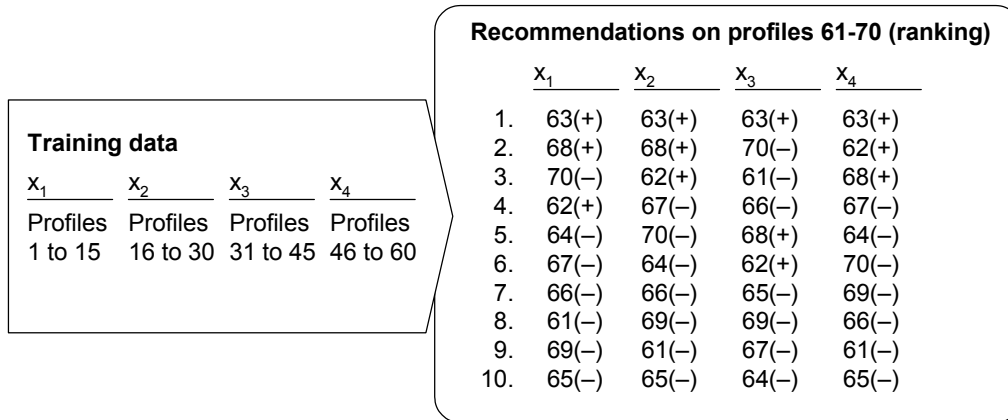 Recommendations on profiles 61-70 (ranking)
x1 x2 x3 x4
1. 63(+) 63(+) 63(+) 63(+)
2. 68(+) 68(+) 70(–) 62(+)
3. 70(–) 62(+) 61(–) 68(+)
4. 62(+) 67(–) 66(–) 67(–)
5. 64(–) 70(–) 68(+) 64(–)
6. 67(–) 64(–) 62(+) 70(–)
7. 66(–) 66(–) 65(–) 69(–)
8. 61(–) 69(–) 69(–) 66(–)
9. 69(–) 61(–) 67(–) 61(–)
10. 65(–) 65(–) 64(–) 65(–)
Training data
x1 x2 x3 x4
Profiles Profiles Profiles Profiles
1 to 15 16 to 30 31 to 45 46 to 60